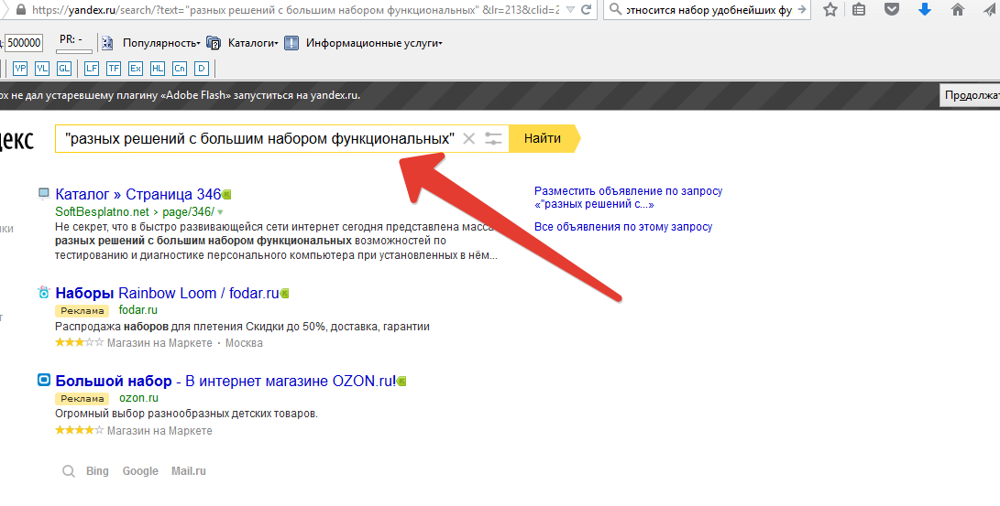 https://yandex.ru/search/?text="разных решений с большим набором функциональных" &lr=213&clid=2
относится набор удобнейших фу
500000
PR: -
Популярность
Каталоги
Информационные услуги
YP YL GL LF TF Ex HL Cn D
ox не дал устаревшему плагину «Adobe Flash» запуститься на yandex.ru.
Продолжат
декс
"разных решений с большим набором функциональных"
Найти
Каталог » Страница 346
SoftBesplatno.net › page/346/
Не секрет, что в быстро развивающейся сети интернет сегодня представлена масса
разных решений с большим набором функциональных возможностей по
тестированию и диагностике персонального компьютера при установленных в нём...
Разместить объявление по запросу
«"разных решений с...»
Все объявления по этому запросу
нки
Наборы Rainbow Loom / fodar.ru
Реклама fodar.ru
Распродажа наборов для плетения Скидки до 50%, доставка, гарантии
Магазин на Маркете · Москва
Большой набор - В интернет магазине OZON.ru!
Реклама ozon.ru
Огромный выбор разнообразных детских товаров.
Магазин на Маркете
Bing Google Mail.ru